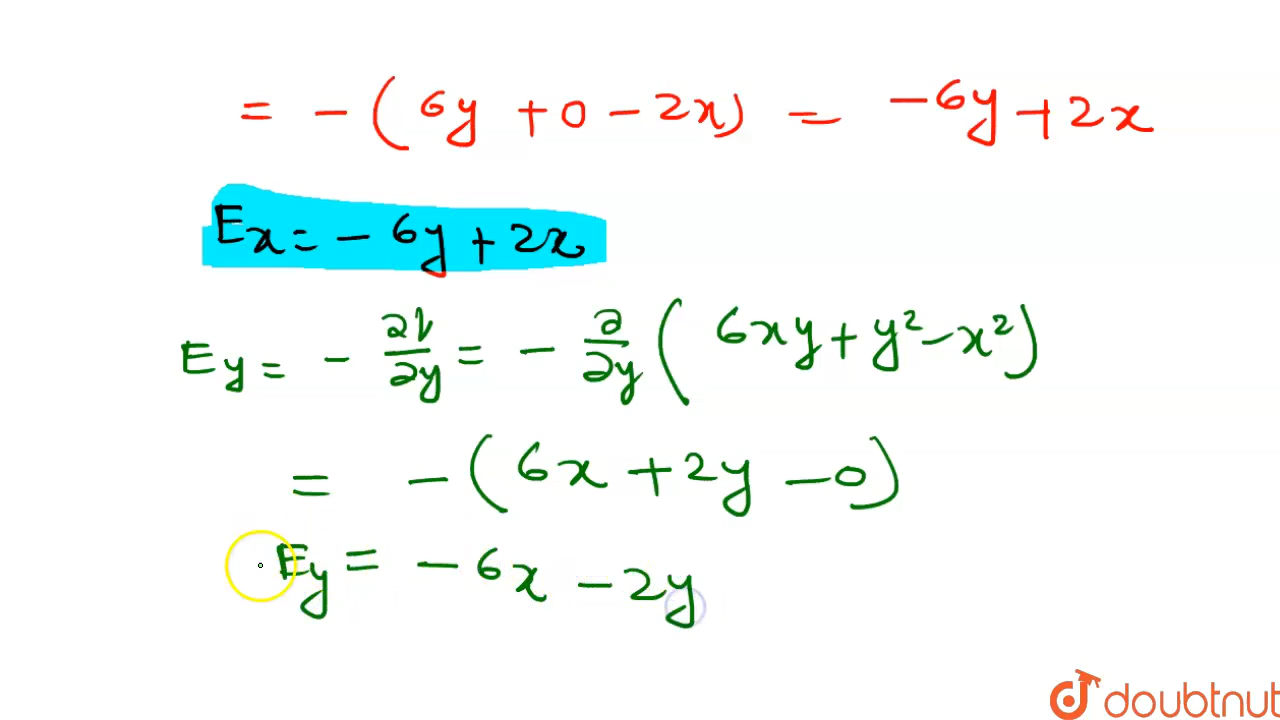 = - (6y + 0 - 2x) = -6y + 2x
Ex = - 6y + 2x
Ey = - ∂V/∂y = - ∂/∂y (6xy + y² - x²)
= - (6x + 2y - 0)
Ey = - 6x - 2y
doubtnut